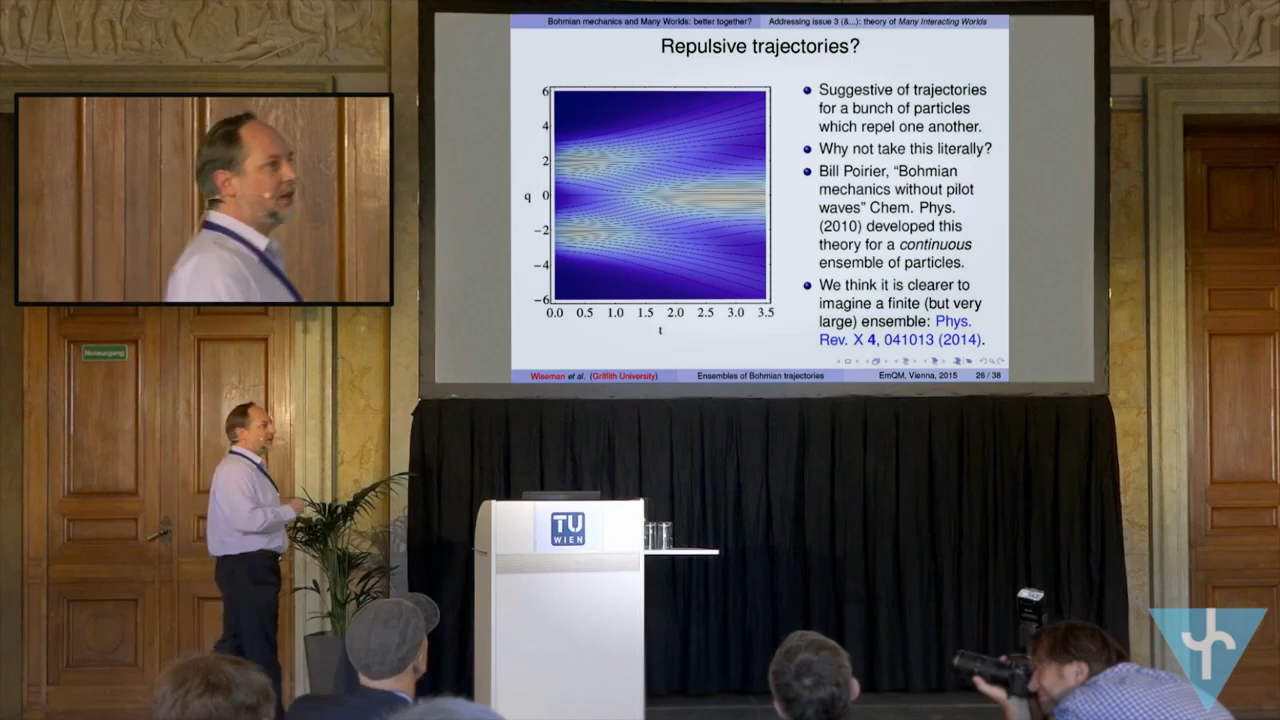 Bohmian mechanics and Many Worlds: better together? Addressing issue 3 (&...): theory of Many Interacting Worlds
Repulsive trajectories?
6
4
2
q 0
−2
−4
−6
0.0 0.5 1.0 1.5 2.0 2.5 3.0 3.5
t
Suggestive of trajectories
for a bunch of particles
which repel one another.
Why not take this literally?
Bill Poirier, “Bohmian
mechanics without pilot
waves” Chem. Phys.
(2010) developed this
theory for a continuous
ensemble of particles.
We think it is clearer to
imagine a finite (but very
large) ensemble: Phys.
Rev. X 4, 041013 (2014).
Wiseman et al. (Griffith University) Ensembles of Bohmian trajectories EmQM, Vienna, 2015 26 / 38
Notausgang
TU
WIEN